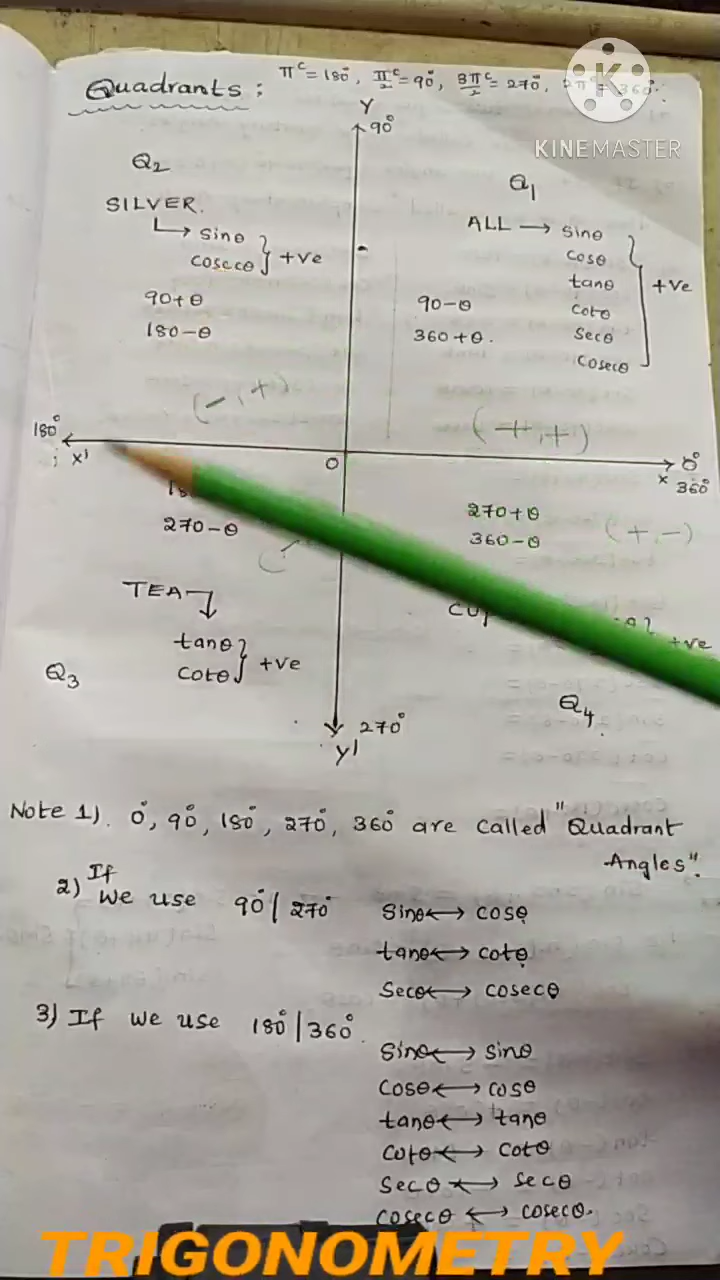 Quadrants : πᶜ = 180°, π/2ᶜ = 90°, 3πᶜ/2 = 270°, = 360°
KINEMASTER
Y
90°
Q2
Q1
SILVER.
sinθ
cosecθ
+ve
ALL → sinθ
cosθ
tanθ
cotθ
secθ
cosecθ
+ve
90+θ
180-θ
90-θ
360+θ.
(-,+)
(+,+)
180°
X'
O
0°
X 360°
270-θ
270+θ
360-θ
(+,-)
TEA
tanθ
cotθ
+ve
+ve
Q3
Q4
270°
Y'
Note 1). 0°, 90°, 180°, 270°, 360° are called "Quadrant
Angles".
2) If
We use 90°/270°
Sinθ ↔ cosθ
tanθ ↔ cotθ
Secθ ↔ cosecθ
3) If we use 180°/360°.
Sinθ ↔ sinθ
Cosθ ↔ cosθ
tanθ ↔ tanθ
Cotθ ↔ cotθ
Secθ ↔ secθ
Cosecθ ↔ cosecθ.
TRIGONOMETRY